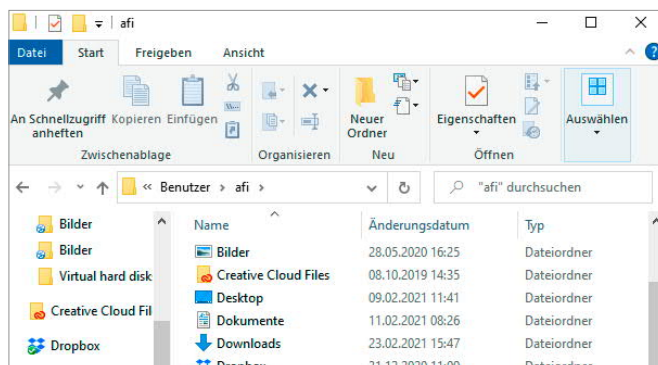 afi
Datei Start Freigeben Ansicht
An Schnellzugriff anheften Kopieren Einfügen Neuer Ordner Eigenschaften Auswählen
Zwischenablage Organisieren Neu Öffnen
« Benutzer › afi › "afi" durchsuchen
Name Änderungsdatum Typ
Bilder
Bilder
Virtual hard disk
Creative Cloud Fil
Dropbox
Bilder 28.05.2020 16:25 Dateiordner
Creative Cloud Files 08.10.2019 14:35 Dateiordner
Desktop 09.02.2021 11:41 Dateiordner
Dokumente 11.02.2021 08:26 Dateiordner
Downloads 23.02.2021 15:47 Dateiordner